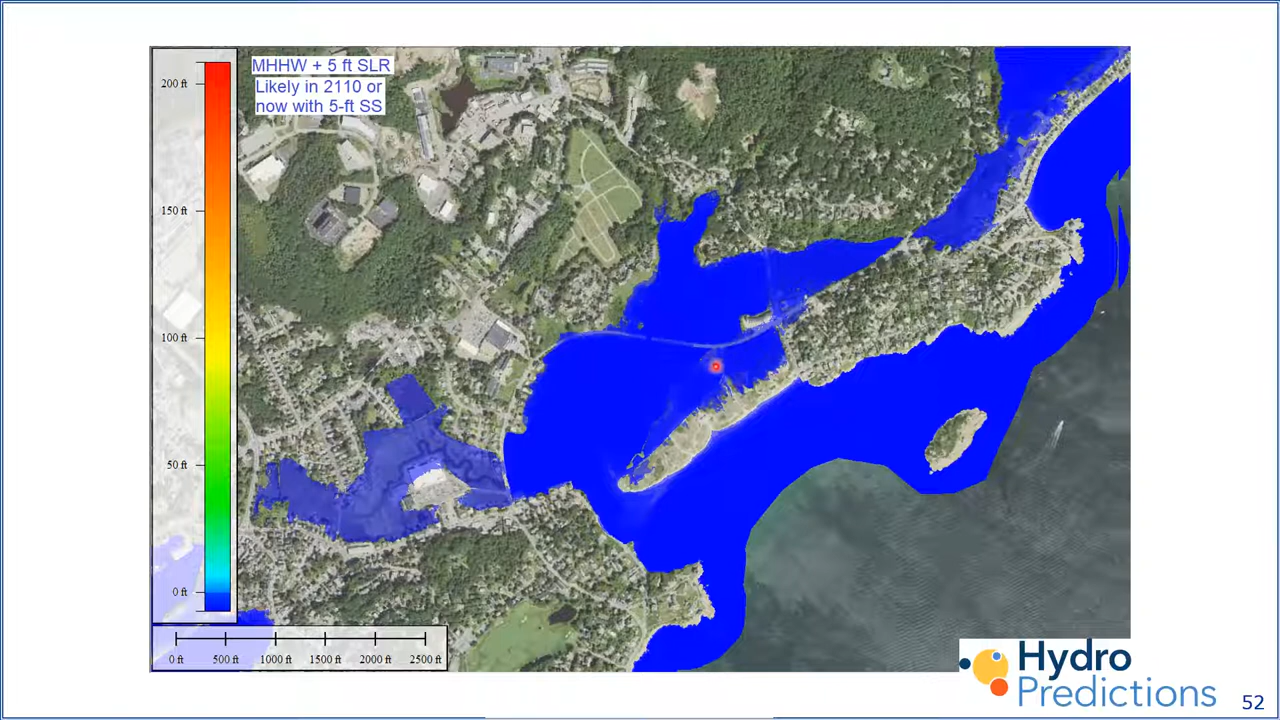 MHHW + 5 ft SLR
Likely in 2110 or
now with 5-ft SS
200 ft
150 ft
100 ft
50 ft
0 ft
0 ft 500 ft 1000 ft 1500 ft 2000 ft 2500 ft
Hydro
Predictions
52